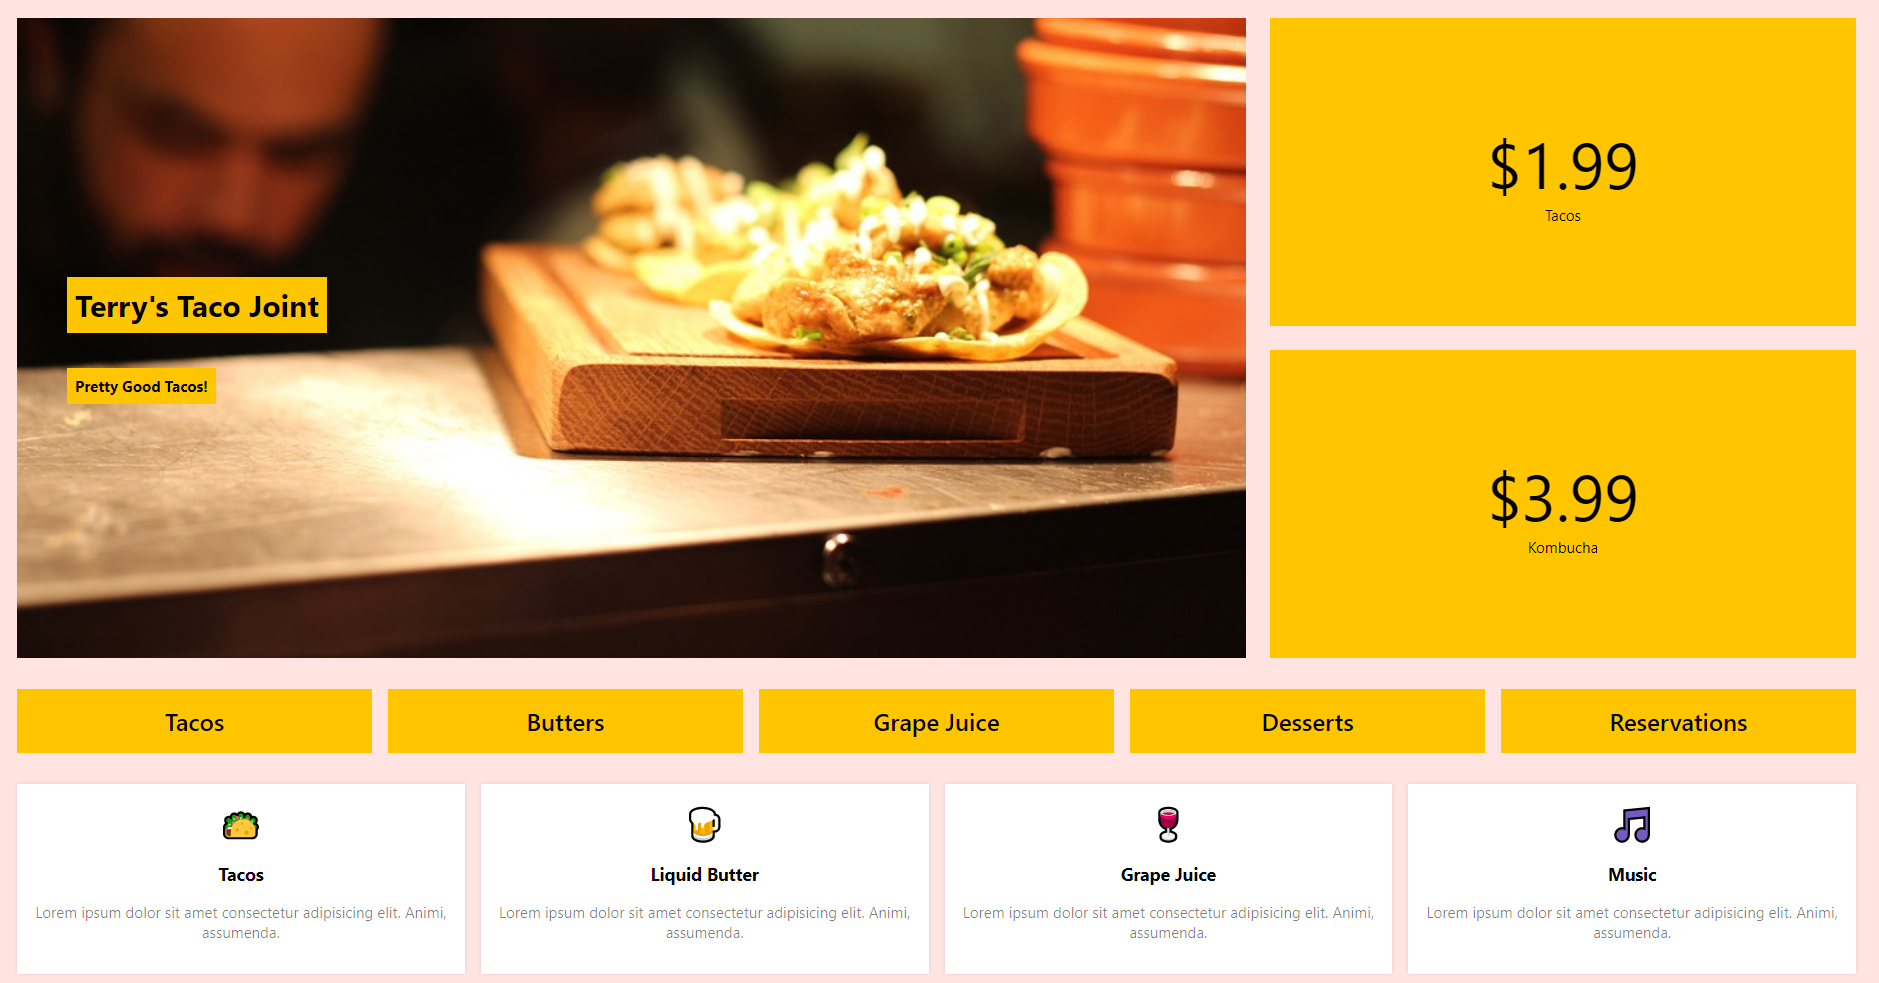 Terry's Taco Joint
Pretty Good Tacos!
$1.99
Tacos
$3.99
Kombucha
Tacos
Butters
Grape Juice
Desserts
Reservations
Tacos
Lorem ipsum dolor sit amet consectetur adipisicing elit. Animi,
assumenda.
Liquid Butter
Lorem ipsum dolor sit amet consectetur adipisicing elit. Animi,
assumenda.
Grape Juice
Lorem ipsum dolor sit amet consectetur adipisicing elit. Animi,
assumenda.
Music
Lorem ipsum dolor sit amet consectetur adipisicing elit. Animi,
assumenda.